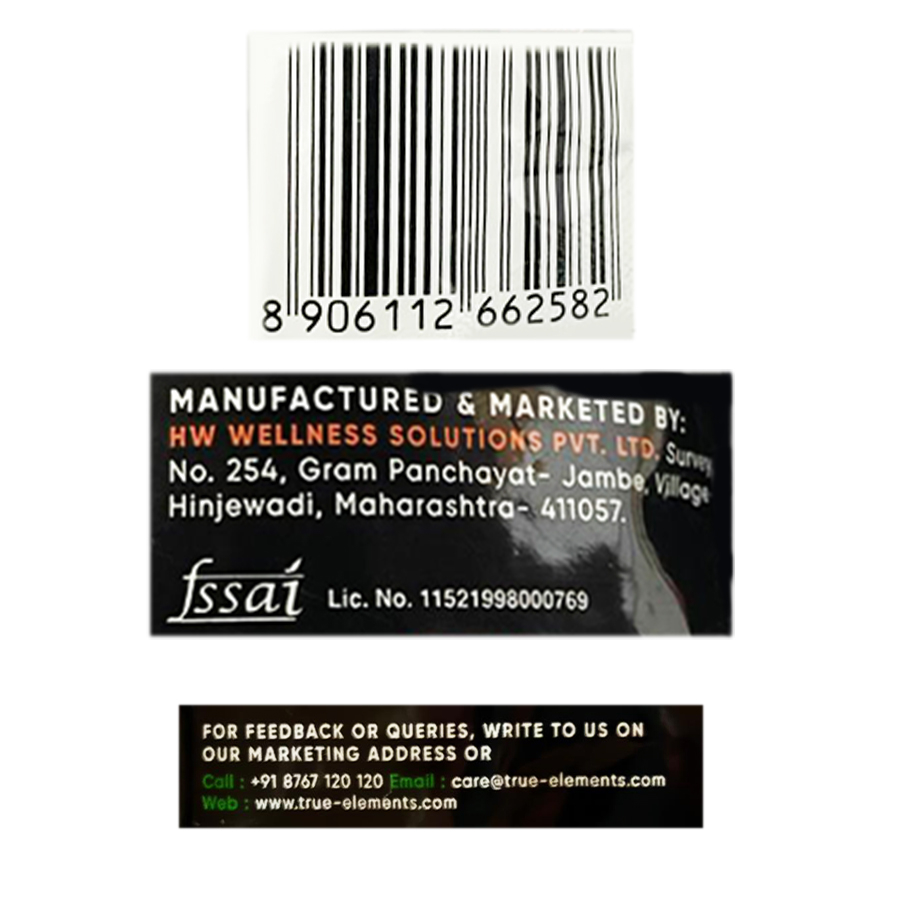 8 906112 662582
MANUFACTURED & MARKETED BY:
HW WELLNESS SOLUTIONS PVT. LTD. Survey
No. 254, Gram Panchayat- Jambe, Village
Hinjewadi, Maharashtra- 411057.
fssai Lic. No. 11521998000769
FOR FEEDBACK OR QUERIES, WRITE TO US ON
OUR MARKETING ADDRESS OR
Call : +91 8767 120 120 Email : care@true-elements.com
Web : www.true-elements.com